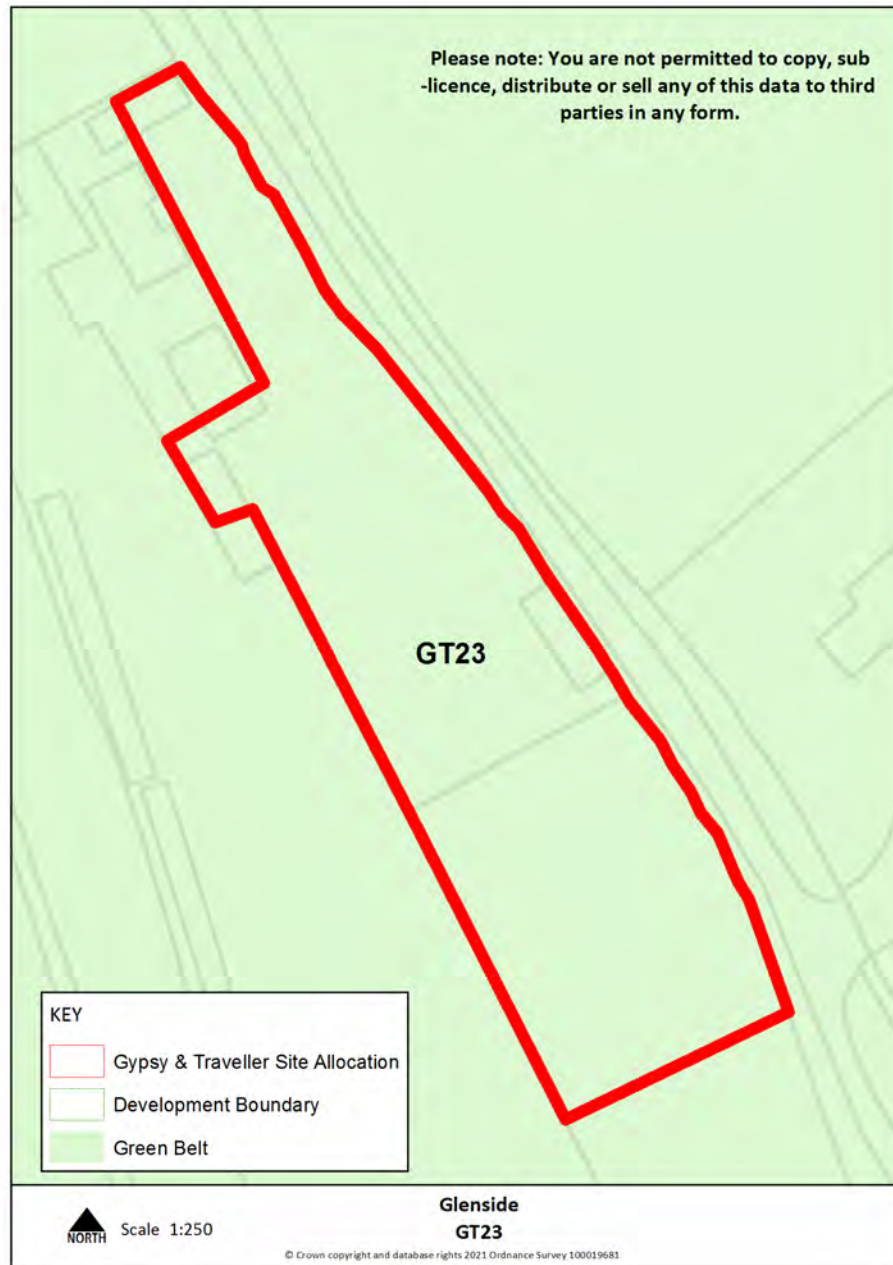 Please note: You are not permitted to copy, sub
-licence, distribute or sell any of this data to third
parties in any form.
GT23
KEY
Gypsy & Traveller Site Allocation
Development Boundary
Green Belt
NORTH Scale 1:250
Glenside
GT23
© Crown copyright and database rights 2021 Ordnance Survey 100019681